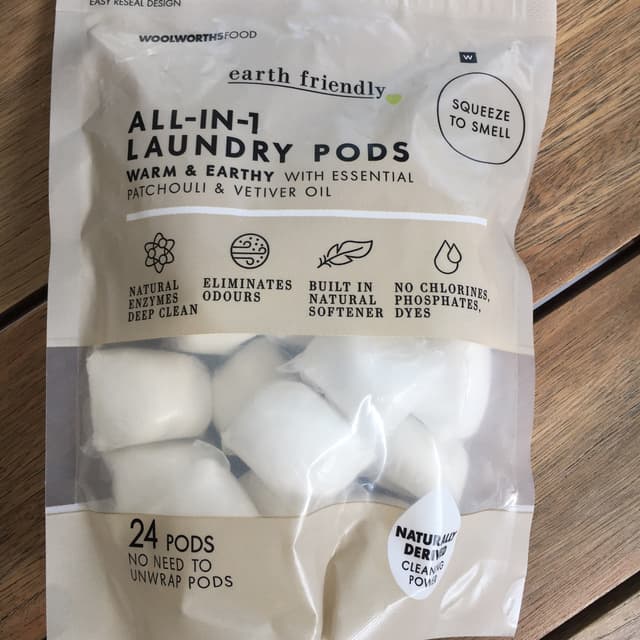 EASY RESEAL DESIGN
WOOLWORTHSFOOD
W
earth friendly
SQUEEZE
TO SMELL
ALL-IN-1
LAUNDRY PODS
WARM & EARTHY WITH ESSENTIAL
PATCHOULI & VETIVER OIL
NATURAL
ENZYMES
DEEP CLEAN
ELIMINATES
ODOURS
BUILT IN
NATURAL
SOFTENER
NO CHLORINES,
PHOSPHATES,
DYES
24 PODS
NO NEED TO
UNWRAP PODS
NATURALLY
DERIVED
CLEANING
POWER